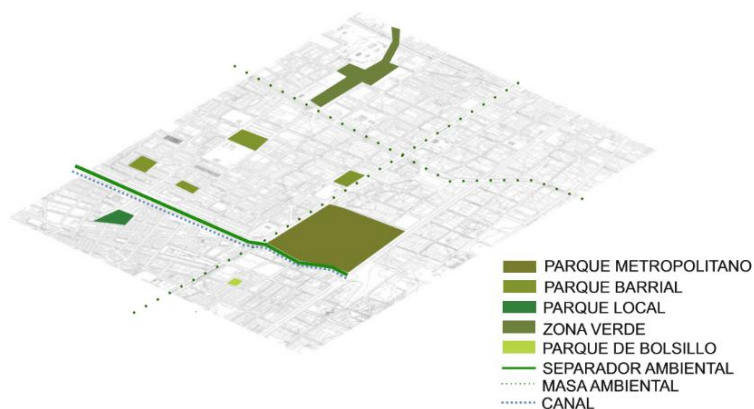 PARQUE METROPOLITANO
PARQUE BARRIAL
PARQUE LOCAL
ZONA VERDE
PARQUE DE BOLSILLO
SEPARADOR AMBIENTAL
MASA AMBIENTAL
CANAL